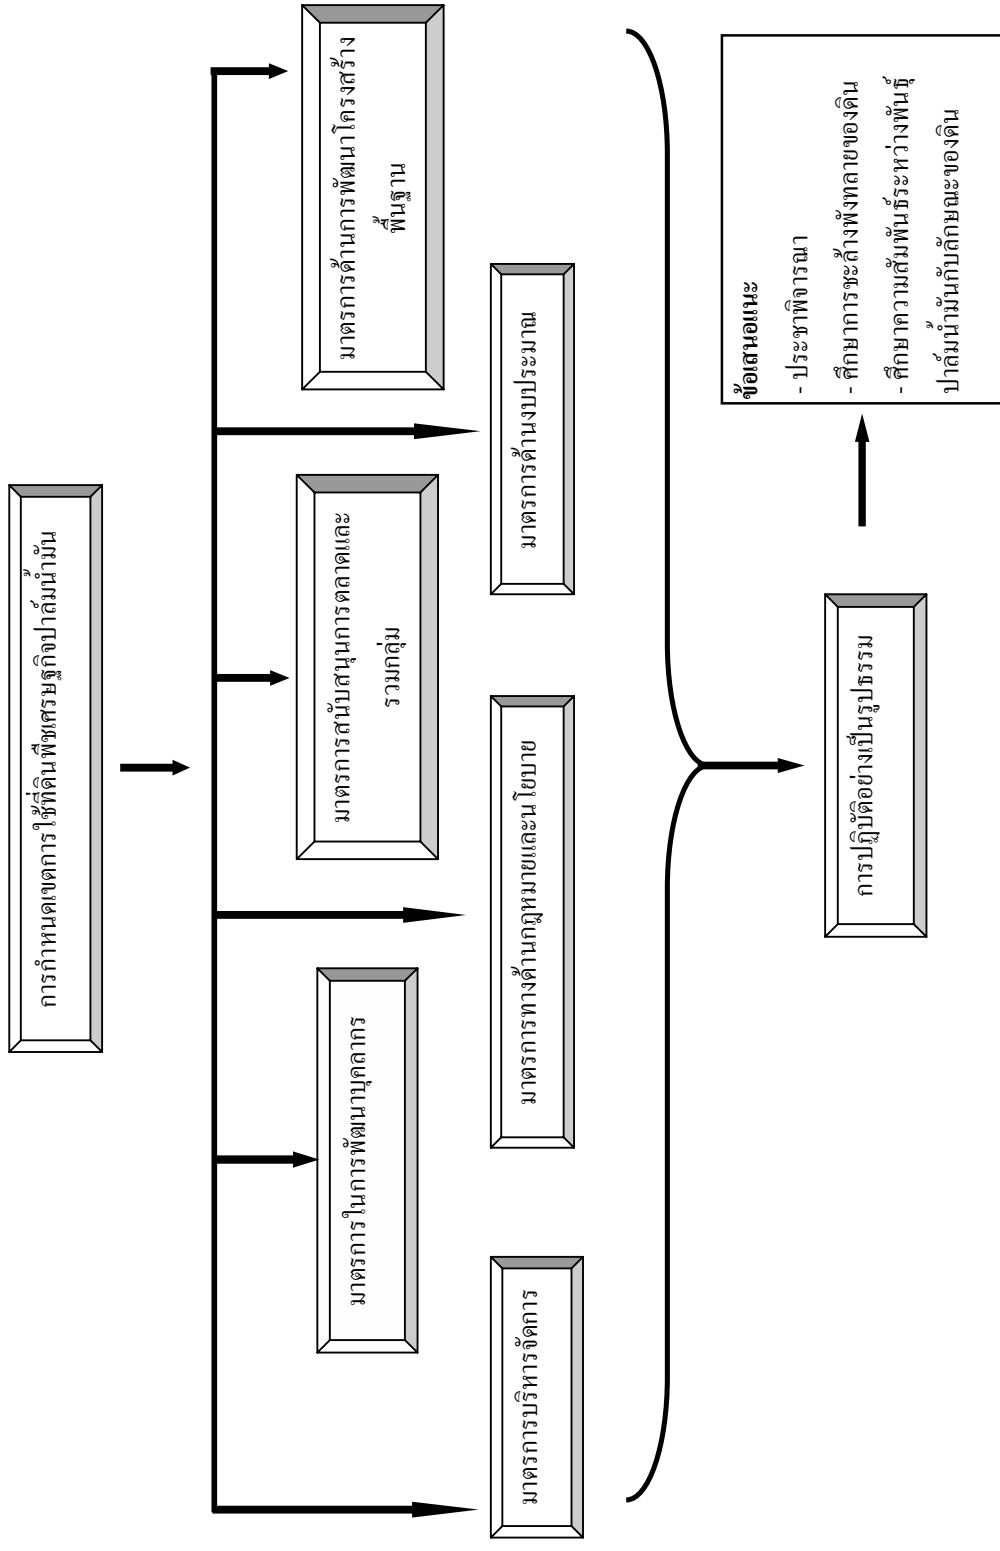 การกำหนดเขตการใช้ที่ดินพืชเศรษฐกิจปาล์มน้ำมัน
มาตรการบริหารจัดการ
มาตรการในการพัฒนาบุคลากร
มาตรการทางด้านกฎหมายและนโยบาย
มาตรการสนับสนุนการตลาดและ
รวมกลุ่ม
มาตรการด้านงบประมาณ
มาตรการด้านการพัฒนาโครงสร้าง
พื้นฐาน
การปฏิบัติอย่างเป็นรูปธรรม
ข้อเสนอแนะ
- ประชาพิจารณา
- ศึกษาการชะล้างพังทลายของดิน
- ศึกษาความสัมพันธ์ระหว่างพันธุ์
ปาล์มน้ำมันกับลักษณะของดิน